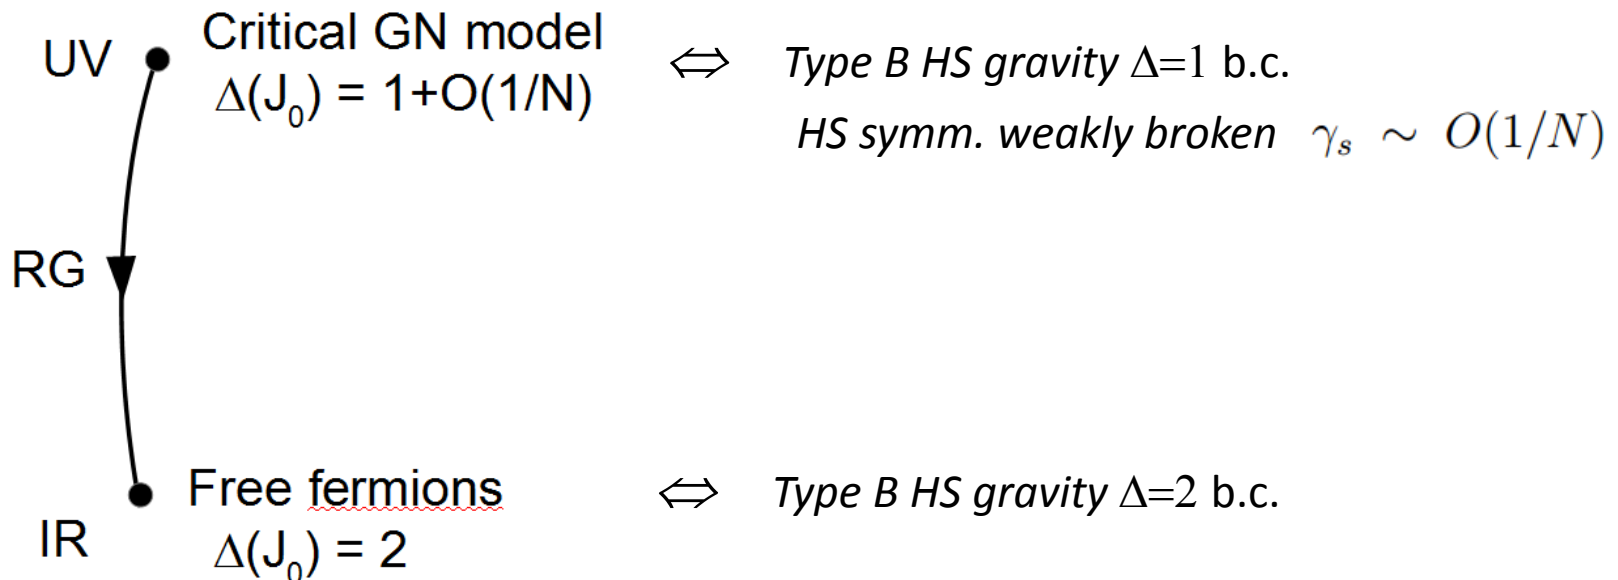 UV Critical GN model ⇔ Type B HS gravity Δ=1 b.c.
Δ(J₀) = 1+O(1/N)
HS symm. weakly broken γₛ ~ O(1/N)
RG
Free fermions ⇔ Type B HS gravity Δ=2 b.c.
IR Δ(J₀) = 2